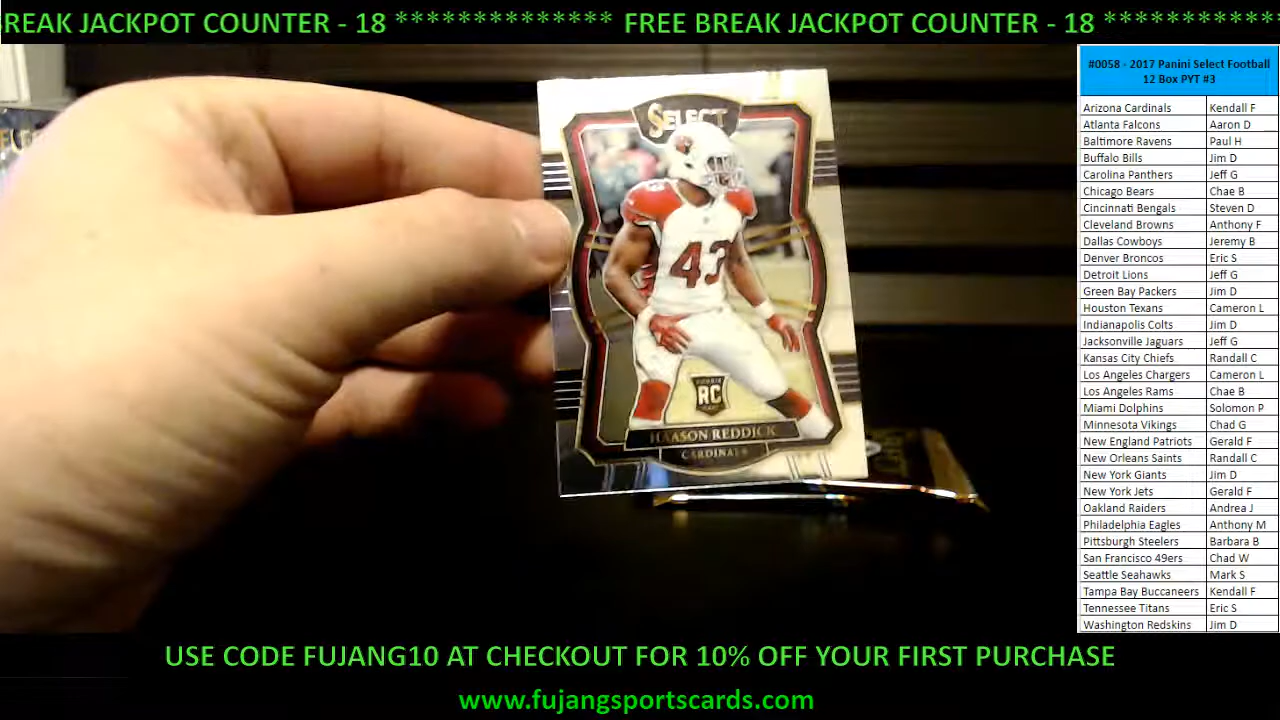 REAK JACKPOT COUNTER - 18 ************** FREE BREAK JACKPOT COUNTER - 18 ************
#0058 - 2017 Panini Select Football
12 Box PYT #3
Arizona Cardinals Kendall F
Atlanta Falcons Aaron D
Baltimore Ravens Paul H
Buffalo Bills Jim D
Carolina Panthers Jeff G
Chicago Bears Chae B
Cincinnati Bengals Steven D
Cleveland Browns Anthony F
Dallas Cowboys Jeremy B
Denver Broncos Eric S
Detroit Lions Jeff G
Green Bay Packers Jim D
Houston Texans Cameron L
Indianapolis Colts Jim D
Jacksonville Jaguars Jeff G
Kansas City Chiefs Randall C
Los Angeles Chargers Cameron L
Los Angeles Rams Chae B
Miami Dolphins Solomon P
Minnesota Vikings Chad G
New England Patriots Gerald F
New Orleans Saints Randall C
New York Giants Jim D
New York Jets Gerald F
Oakland Raiders Andrea J
Philadelphia Eagles Anthony M
Pittsburgh Steelers Barbara B
San Francisco 49ers Chad W
Seattle Seahawks Mark S
Tampa Bay Buccaneers Kendall F
Tennessee Titans Eric S
Washington Redskins Jim D
SELECT
43
RC
HAASON REDDICK
CARDINALS
USE CODE FUJANG10 AT CHECKOUT FOR 10% OFF YOUR FIRST PURCHASE
www.fujangsportscards.com